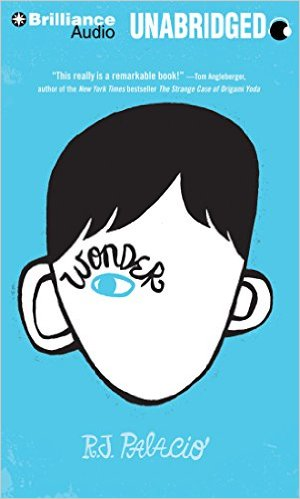 Brilliance
Audio
UNABRIDGED
"This really is a remarkable book!" —Tom Angleberger,
author of the New York Times bestseller The Strange Case of Origami Yoda
WONDER
R.J. PALACIO